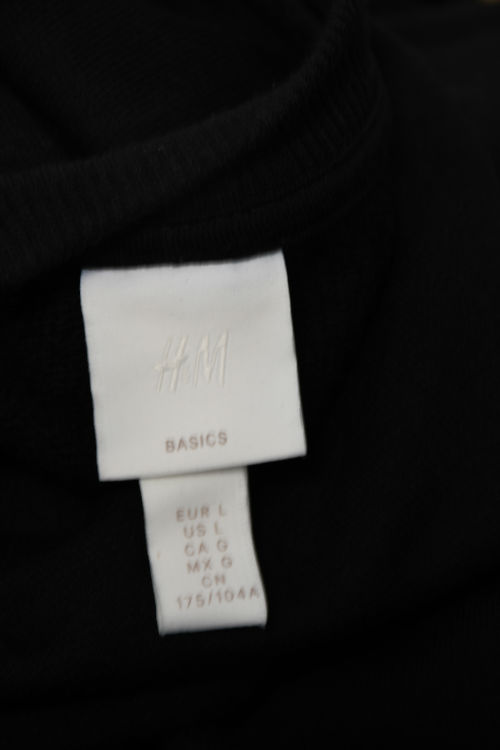 H&M
BASICS
EUR L
US L
CA G
MX G
CN
175/104A